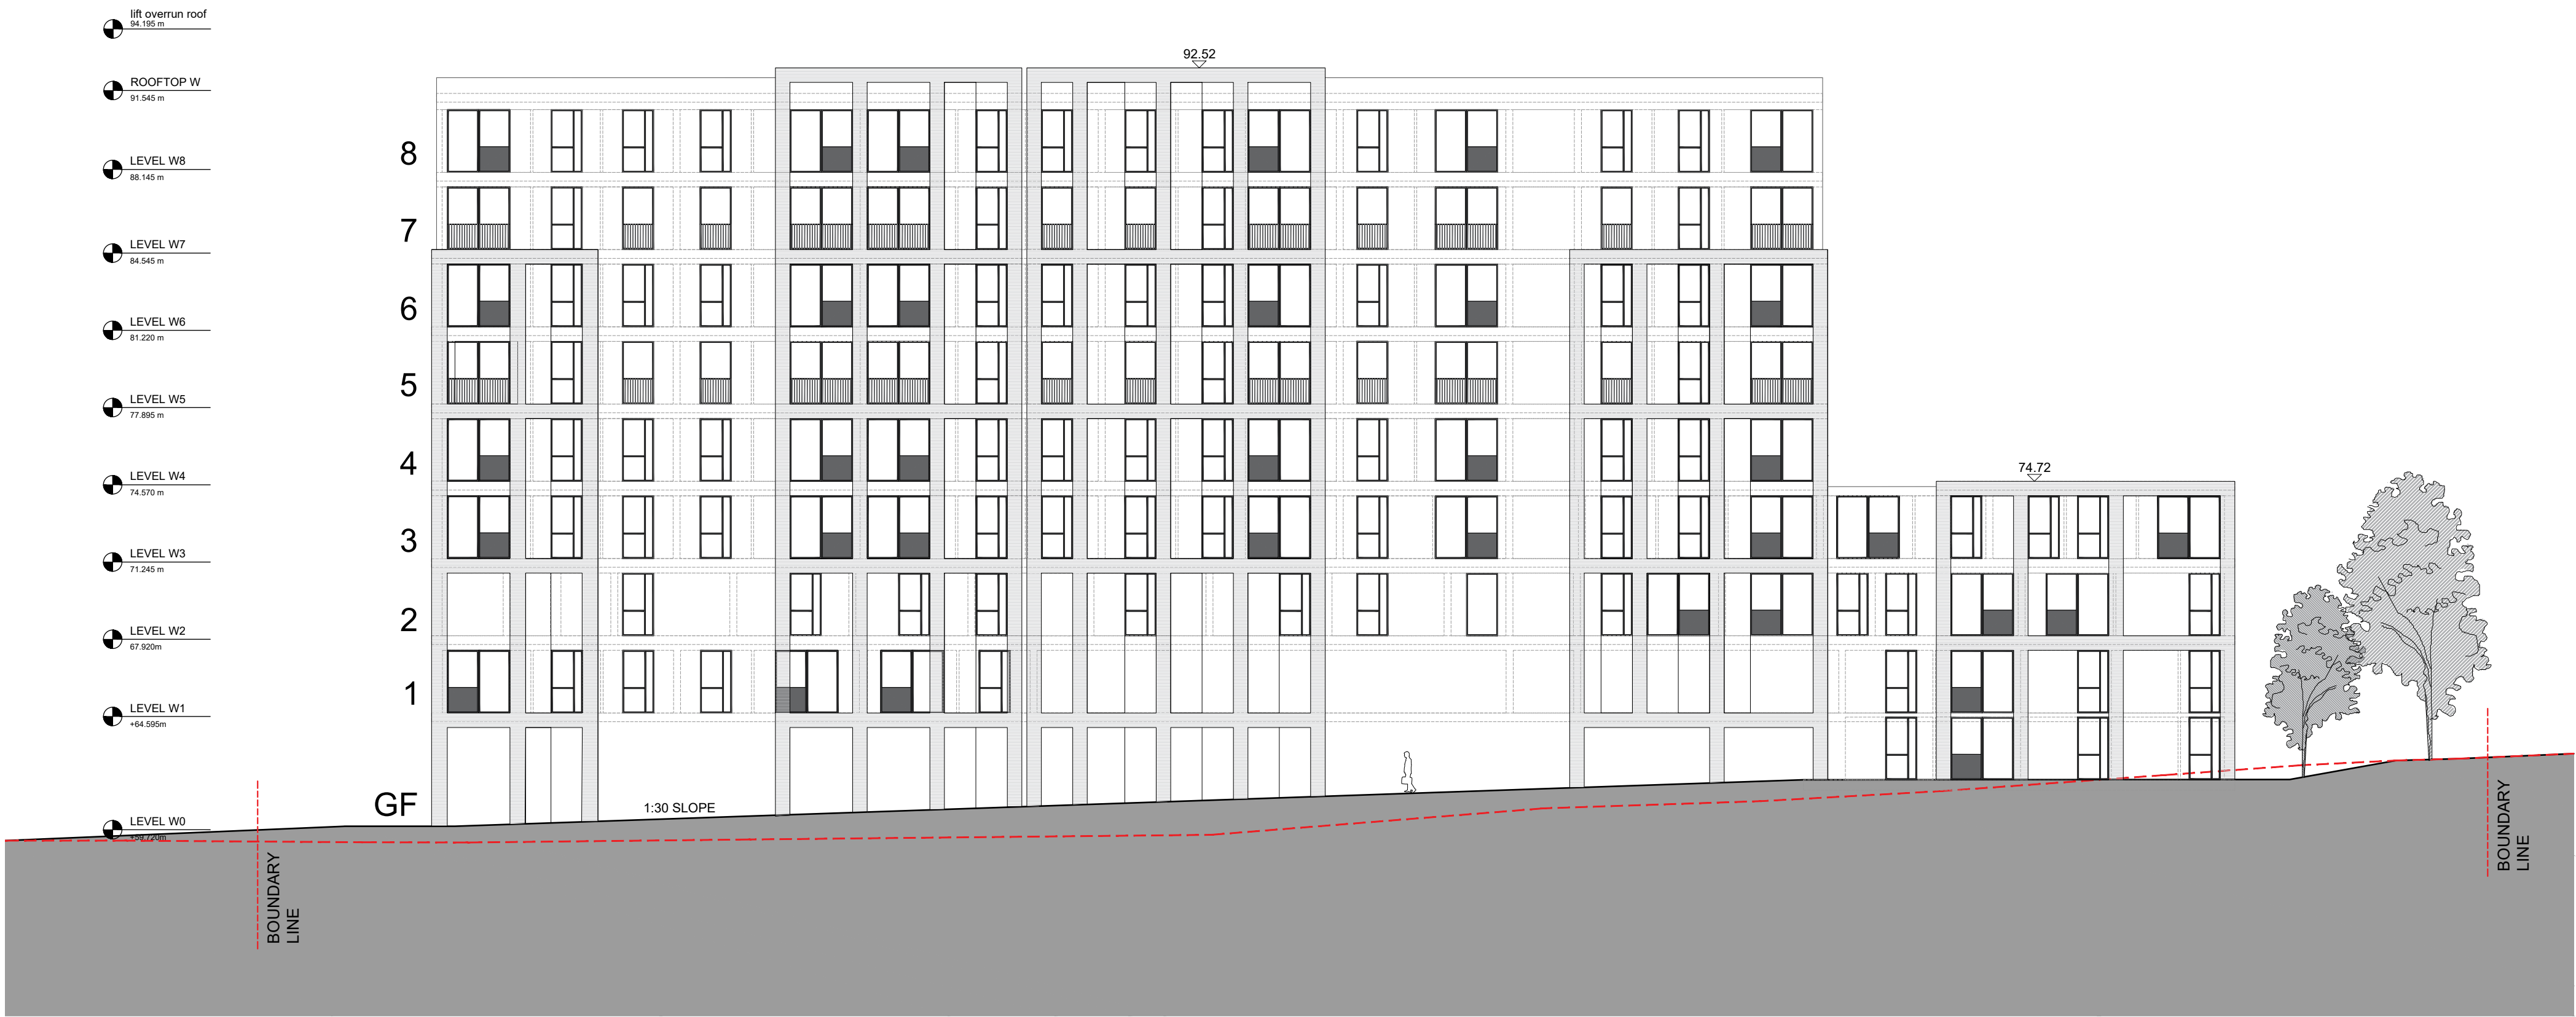 lift overrun roof
94.195 m
92.52
ROOFTOP W
91.545 m
8
LEVEL W8
88.145 m
7
LEVEL W7
84.545 m
6
LEVEL W6
81.220 m
5
LEVEL W5
77.895 m
4
74.72
LEVEL W4
74.570 m
3
LEVEL W3
71.245 m
2
LEVEL W2
67.920m
1
LEVEL W1
+64.595m
GF
1:30 SLOPE
LEVEL W0
+59.720m
BOUNDARY
LINE
BOUNDARY
LINE